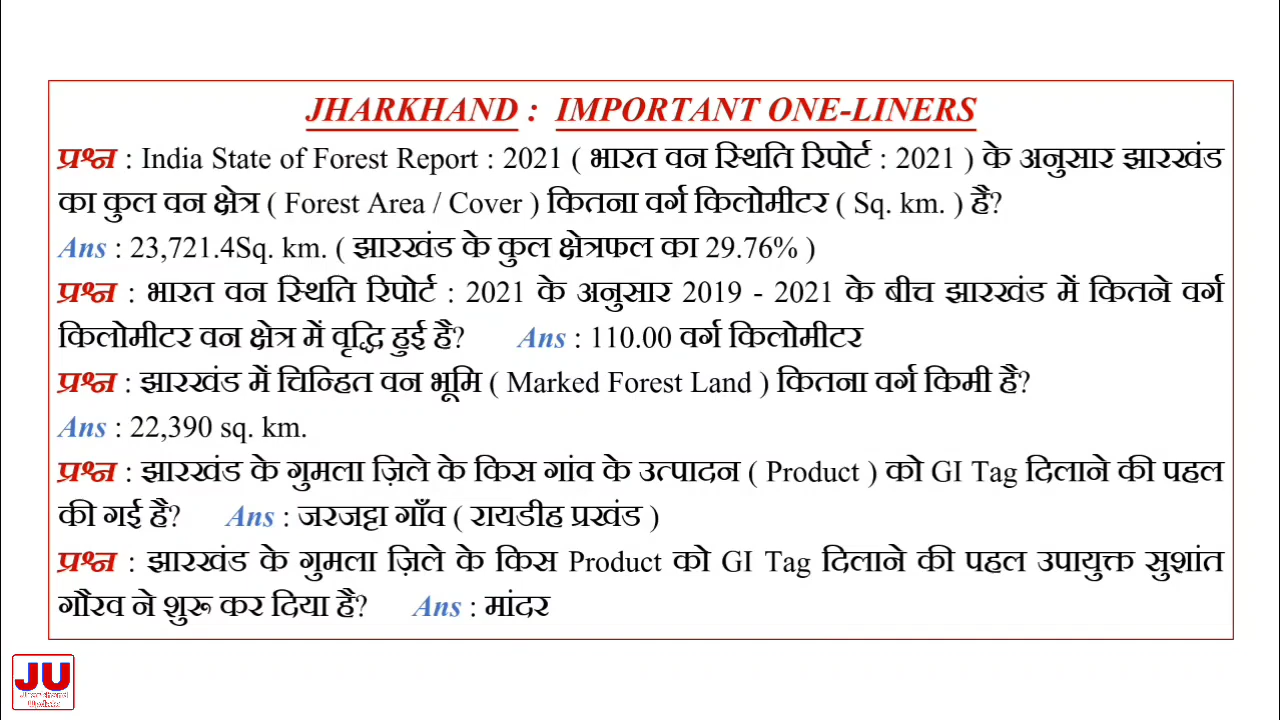 JHARKHAND : IMPORTANT ONE-LINERS
प्रश्न : India State of Forest Report : 2021 ( भारत वन स्थिति रिपोर्ट : 2021 ) के अनुसार झारखंड
का कुल वन क्षेत्र ( Forest Area / Cover ) कितना वर्ग किलोमीटर ( Sq. km. ) है?
Ans : 23,721.4Sq. km. ( झारखंड के कुल क्षेत्रफल का 29.76% )
प्रश्न : भारत वन स्थिति रिपोर्ट : 2021 के अनुसार 2019 - 2021 के बीच झारखंड में कितने वर्ग
किलोमीटर वन क्षेत्र में वृद्धि हुई है? Ans : 110.00 वर्ग किलोमीटर
प्रश्न : झारखंड में चिन्हित वन भूमि ( Marked Forest Land ) कितना वर्ग किमी है?
Ans : 22,390 sq. km.
प्रश्न : झारखंड के गुमला ज़िले के किस गांव के उत्पादन ( Product ) को GI Tag दिलाने की पहल
की गई है? Ans : जरजट्टा गाँव ( रायडीह प्रखंड )
प्रश्न : झारखंड के गुमला ज़िले के किस Product को GI Tag दिलाने की पहल उपायुक्त सुशांत
गौरव ने शुरू कर दिया है? Ans : मांदर
JU
Jharkhand
Update